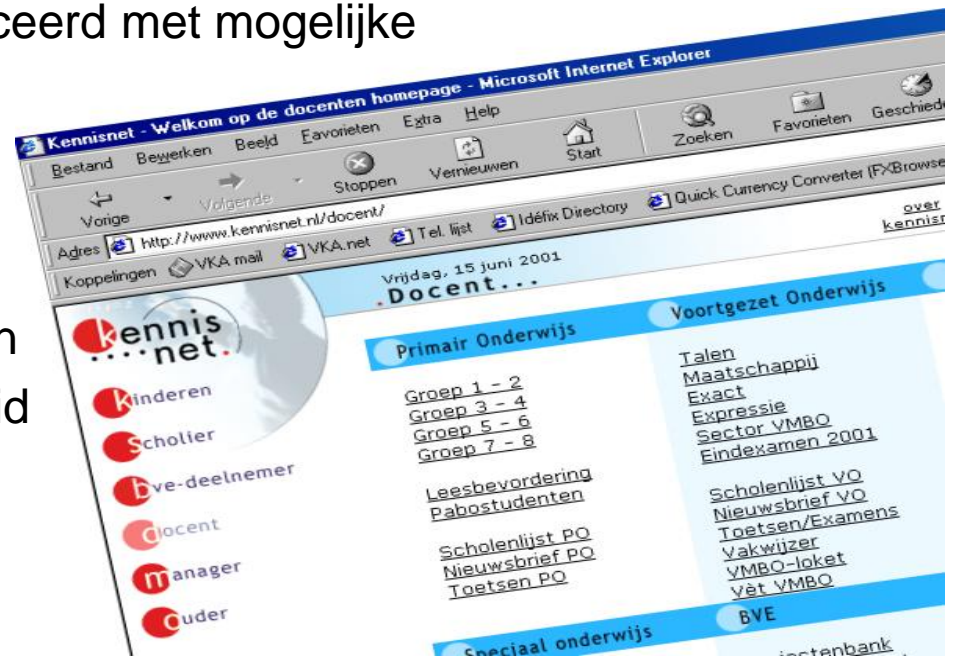 met mogelijke
Kennisnet - Welkom op de docenten homepage - Microsoft Internet Explorer
Bestand Bewerken Beeld Favorieten Extra Help
Vorige Volgende Stoppen Vernieuwen Start Zoeken Favorieten
Adres http://www.kennisnet.nl/docent/
Koppelingen VKA mail VKA.net Tel. lijst Idéfix Directory Quick Currency Converter
over
Vrijdag, 15 juni 2001
.Docent...
kennis
....net.
kinderen
scholier
bve-deelnemer
docent
manager
ouder
Primair Onderwijs
Groep 1 - 2
Groep 3 - 4
Groep 5 - 6
Groep 7 - 8
Leesbevordering
Pabostudenten
Scholenlijst PO
Nieuwsbrief PO
Toetsen PO
Voortgezet Onderwijs
Talen
Maatschappij
Exact
Expressie
Sector VMBO
Eindexamen 2001
Scholenlijst VO
Nieuwsbrief VO
Toetsen/Examens
Vakwijzer
VMBO-loket
Vèt VMBO
Speciaal onderwijs
BVE